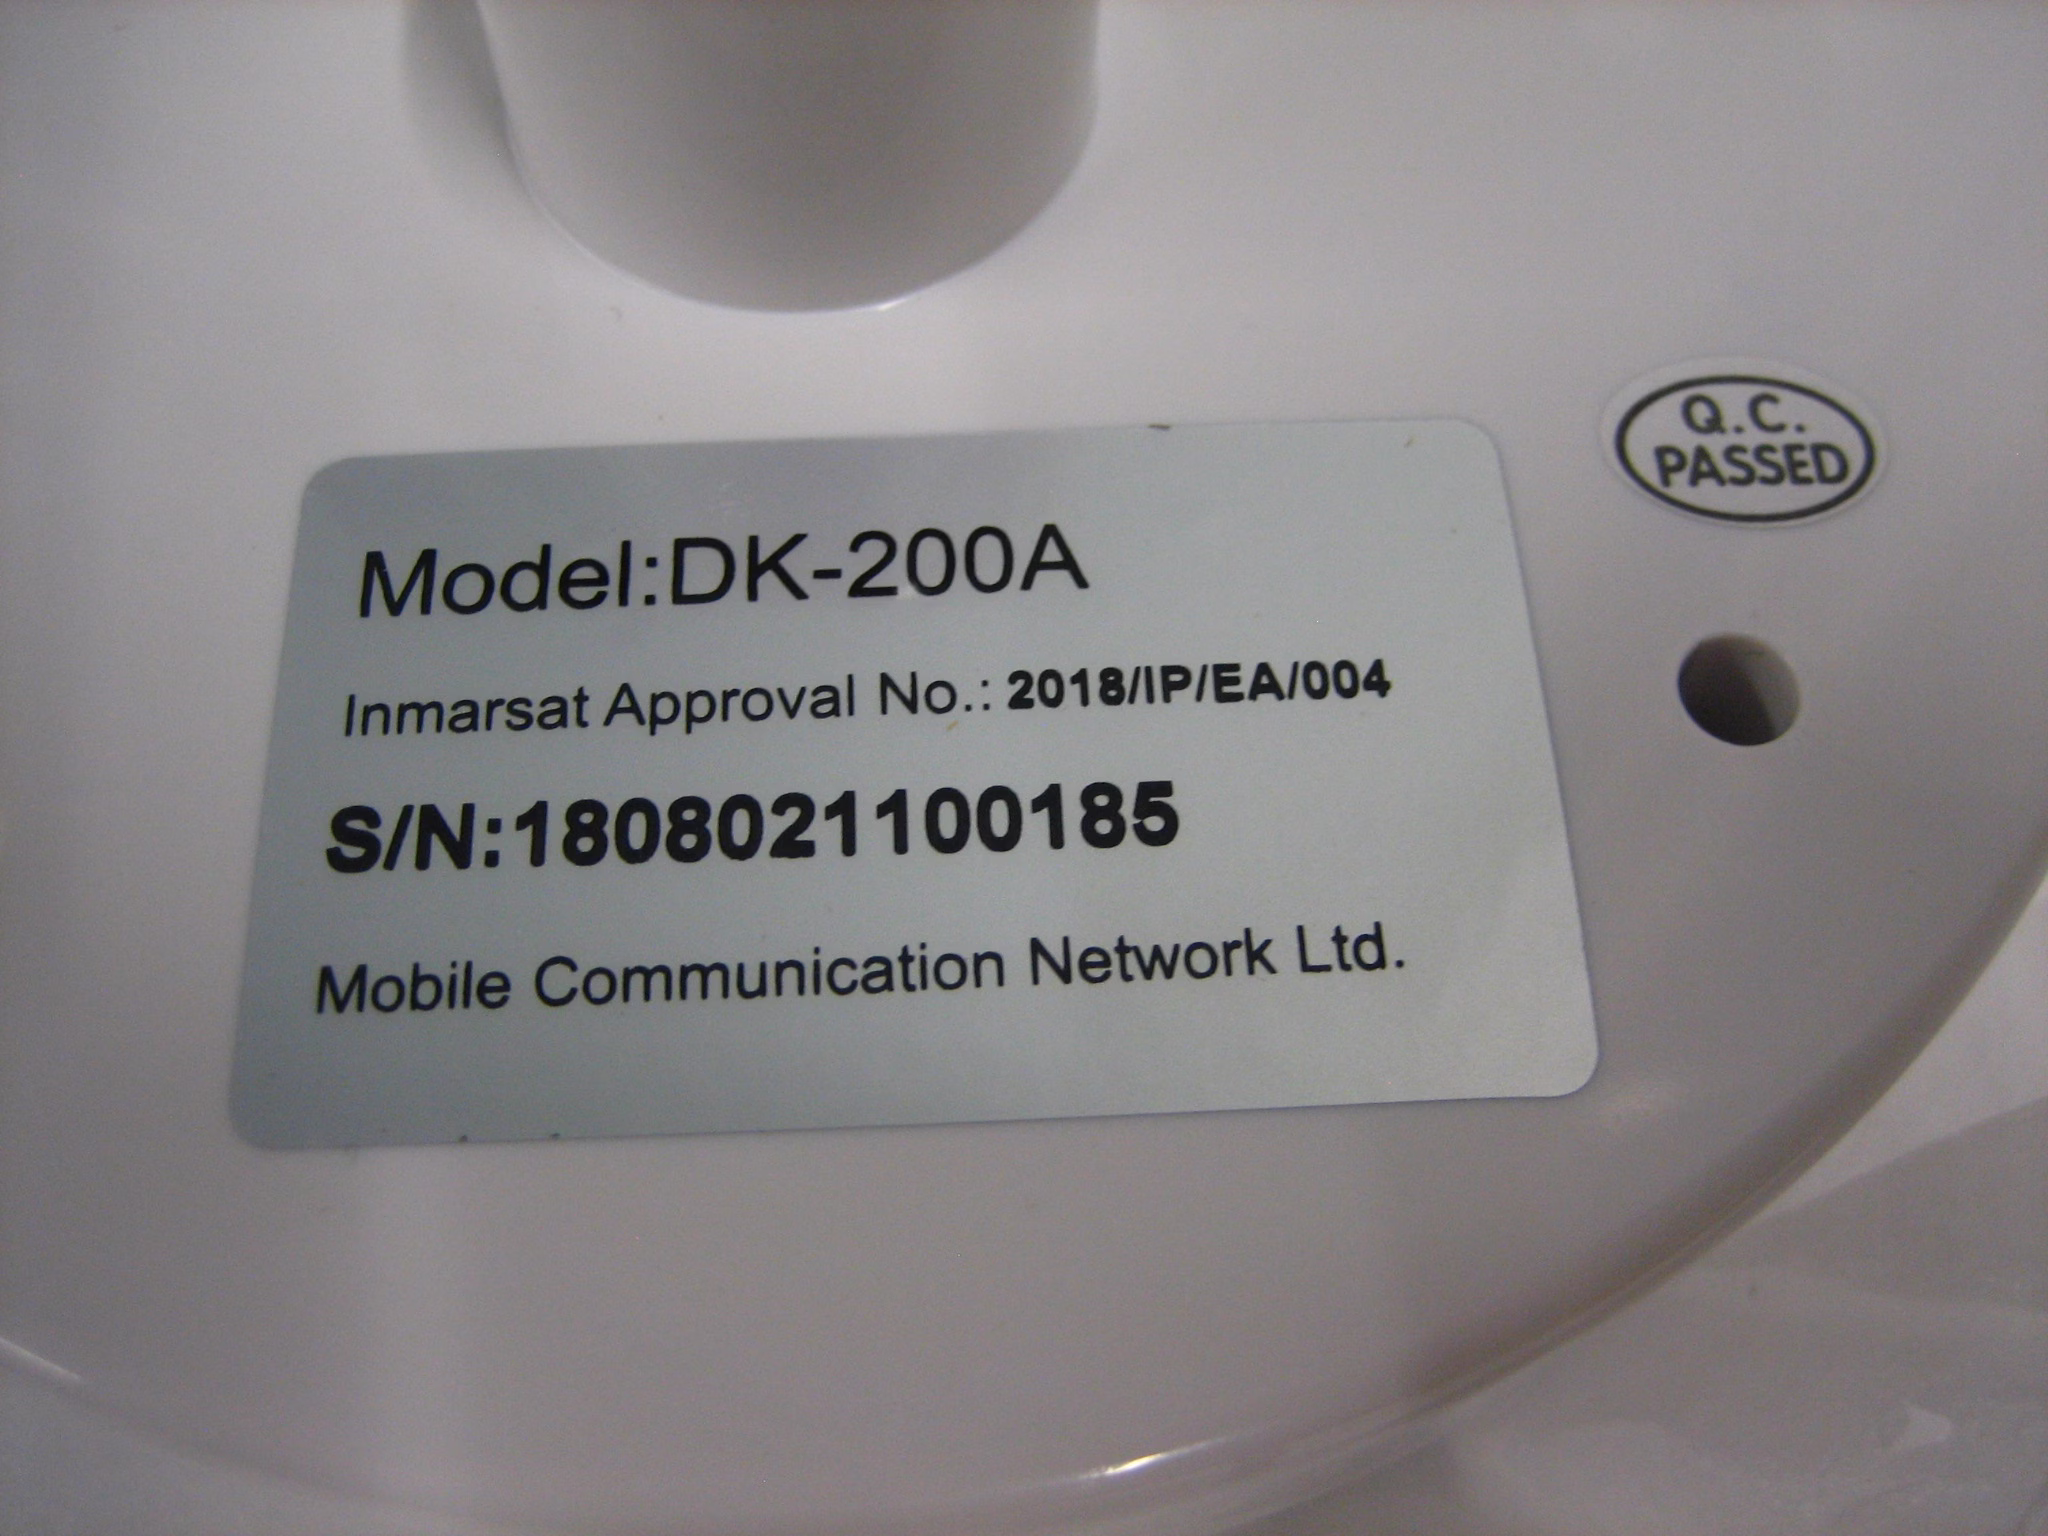 Q.C.
PASSED
Model:DK-200A
Inmarsat Approval No.: 2018/IP/EA/004
S/N:1808021100185
Mobile Communication Network Ltd.